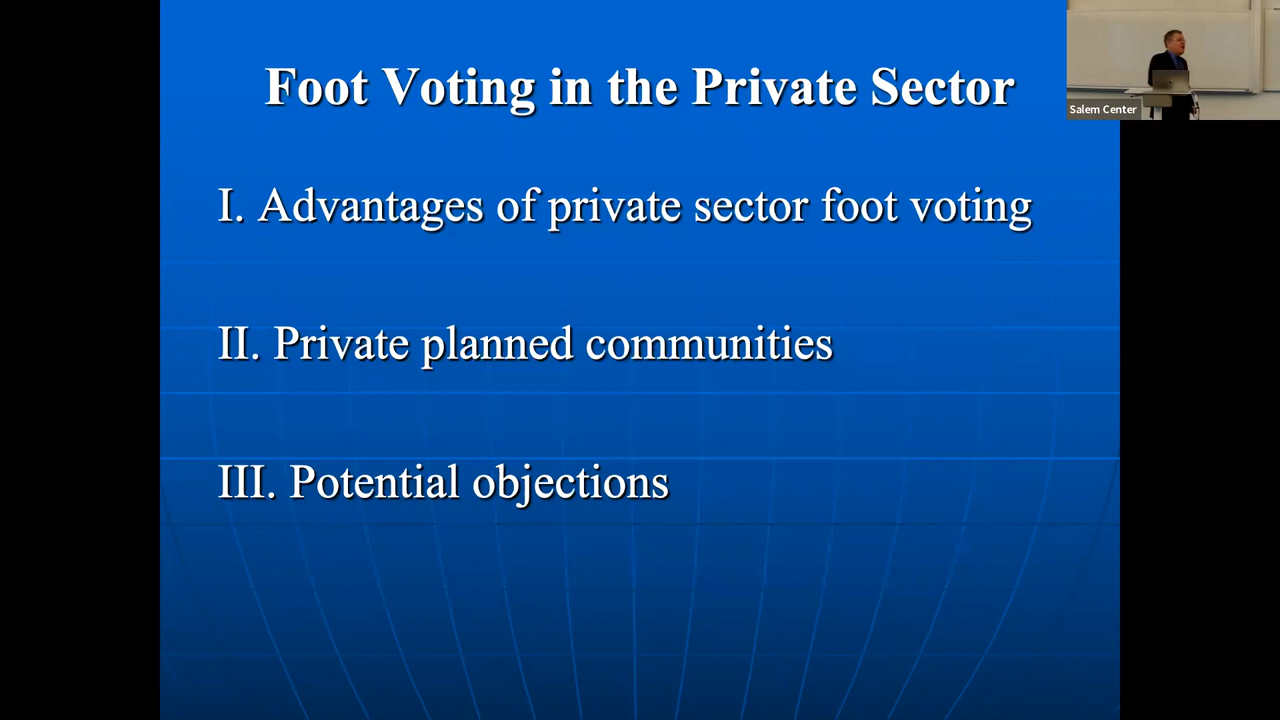 Foot Voting in the Private Sector
Salem Center
I. Advantages of private sector foot voting
II. Private planned communities
III. Potential objections